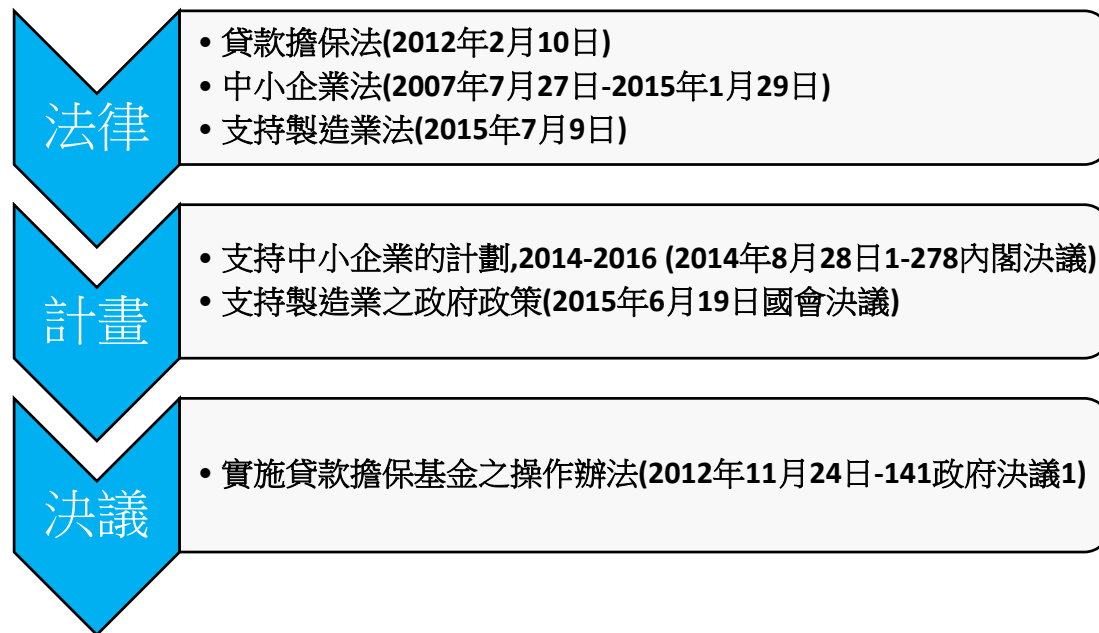 法律
• 貸款擔保法(2012年2月10日)
• 中小企業法(2007年7月27日-2015年1月29日)
• 支持製造業法(2015年7月9日)
計畫
• 支持中小企業的計劃,2014-2016 (2014年8月28日1-278內閣決議)
• 支持製造業之政府政策(2015年6月19日國會決議)
決議
• 實施貸款擔保基金之操作辦法(2012年11月24日-141政府決議1)